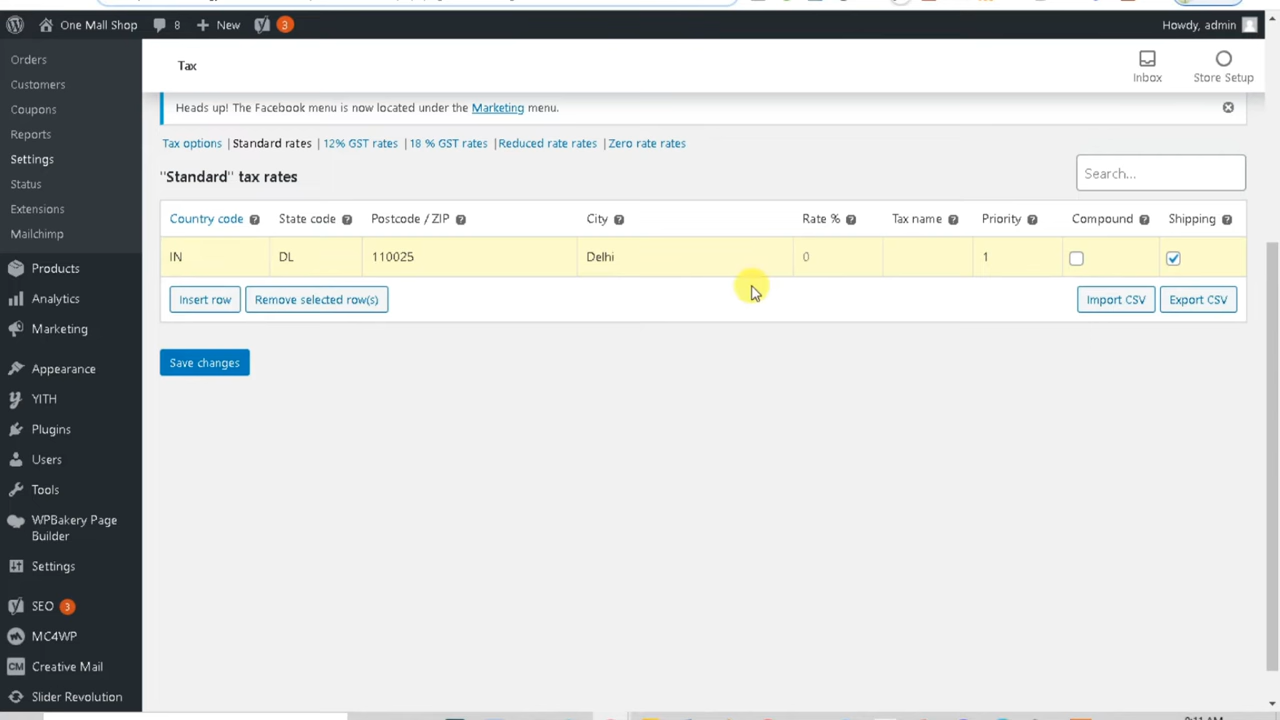 One Mall Shop 8 New 3 Howdy, admin
Orders
Customers
Coupons
Reports
Settings
Status
Extensions
Mailchimp
Products
Analytics
Marketing
Appearance
YITH
Plugins
Users
Tools
WPBakery Page
Builder
Settings
SEO 3
MC4WP
CM Creative Mail
Slider Revolution
Tax
Inbox
Store Setup
Heads up! The Facebook menu is now located under the Marketing menu.
Tax options | Standard rates | 12% GST rates | 18 % GST rates | Reduced rate rates | Zero rate rates
"Standard" tax rates
Search...
Country code State code Postcode / ZIP City Rate % Tax name Priority Compound Shipping
IN DL 110025 Delhi 0 1
Insert row Remove selected row(s) Import CSV Export CSV
Save changes